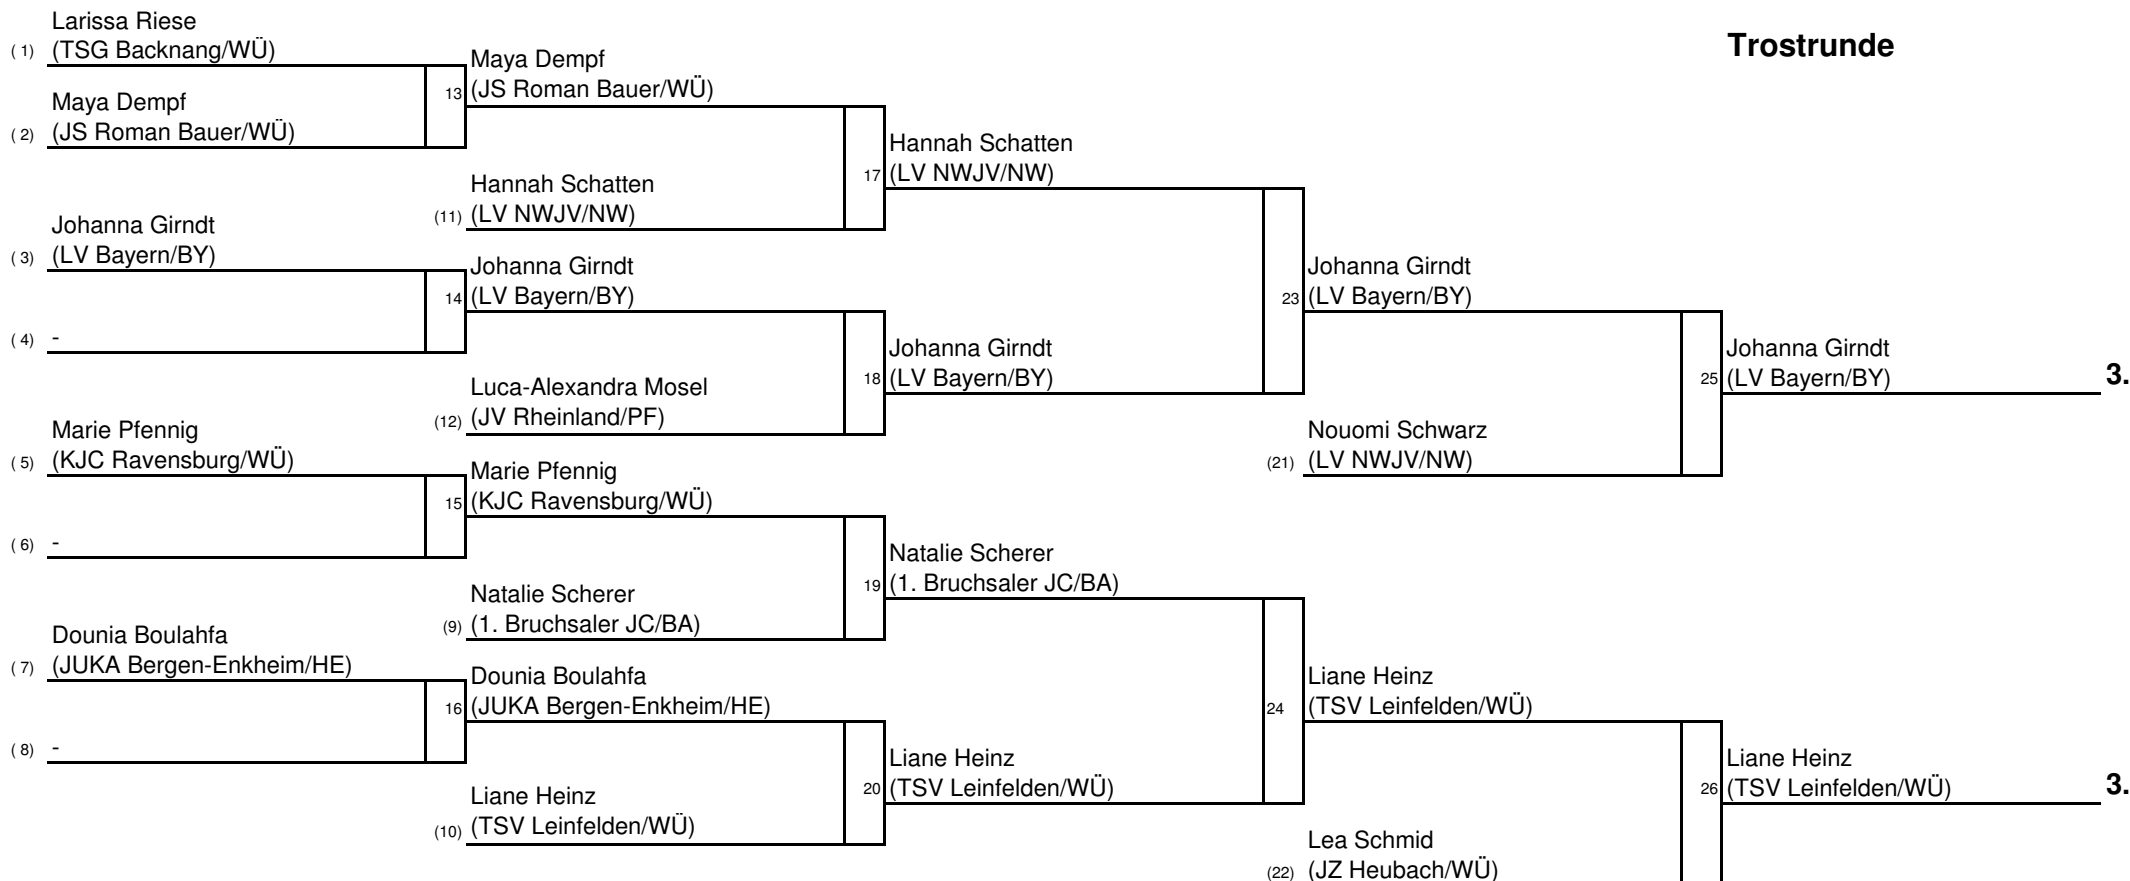 Trostrunde
Larissa Riese
( 1) (TSG Backnang/WÜ)
Maya Dempf
( 2) (JS Roman Bauer/WÜ)
Johanna Girndt
( 3) (LV Bayern/BY)
( 4) -
Marie Pfennig
( 5) (KJC Ravensburg/WÜ)
( 6) -
Dounia Boulahfa
( 7) (JUKA Bergen-Enkheim/HE)
( 8) -
Maya Dempf
13 (JS Roman Bauer/WÜ)
Hannah Schatten
(11) (LV NWJV/NW)
Johanna Girndt
14 (LV Bayern/BY)
Luca-Alexandra Mosel
(12) (JV Rheinland/PF)
Marie Pfennig
15 (KJC Ravensburg/WÜ)
Natalie Scherer
(9) (1. Bruchsaler JC/BA)
Dounia Boulahfa
16 (JUKA Bergen-Enkheim/HE)
Liane Heinz
(10) (TSV Leinfelden/WÜ)
Hannah Schatten
17 (LV NWJV/NW)
Johanna Girndt
18 (LV Bayern/BY)
Natalie Scherer
19 (1. Bruchsaler JC/BA)
Liane Heinz
20 (TSV Leinfelden/WÜ)
Johanna Girndt
23 (LV Bayern/BY)
Nouomi Schwarz
(21) (LV NWJV/NW)
Liane Heinz
24 (TSV Leinfelden/WÜ)
Lea Schmid
(22) (JZ Heubach/WÜ)
Johanna Girndt
25 (LV Bayern/BY) 3.
Liane Heinz
26 (TSV Leinfelden/WÜ) 3.